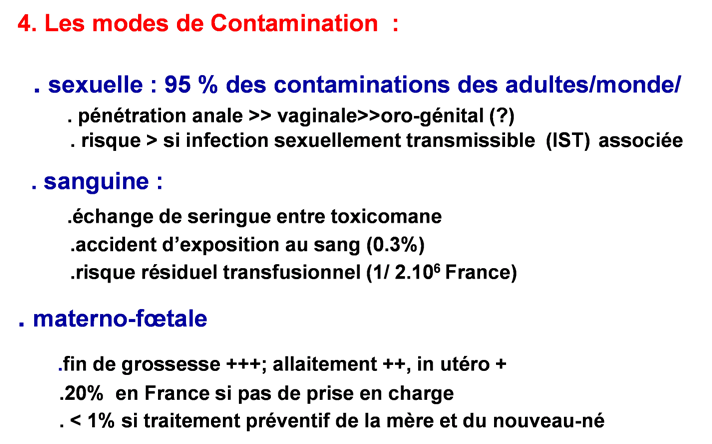 4. Les modes de Contamination :
. sexuelle : 95 % des contaminations des adultes/monde/
. pénétration anale >> vaginale>>oro-génital (?)
. risque > si infection sexuellement transmissible (IST) associée
. sanguine :
.échange de seringue entre toxicomane
.accident d’exposition au sang (0.3%)
.risque résiduel transfusionnel (1/ 2.10⁶ France)
. materno-fœtale
.fin de grossesse +++; allaitement ++, in utéro +
.20% en France si pas de prise en charge
. < 1% si traitement préventif de la mère et du nouveau-né